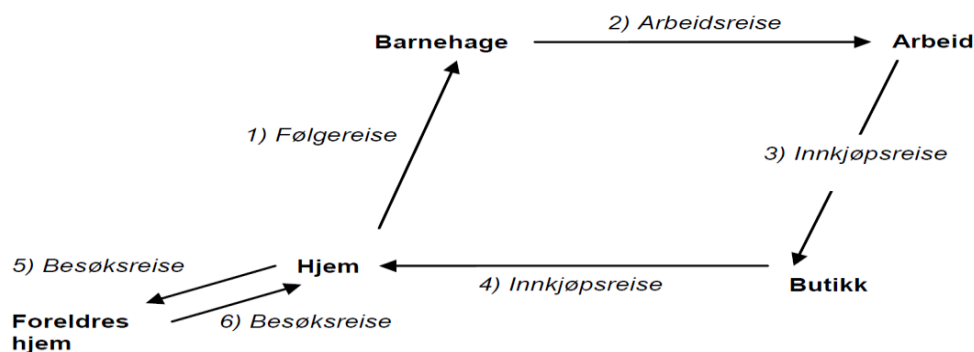 2) Arbeidsreise
Barnehage
Arbeid
1) Følgereise
3) Innkjøpsreise
5) Besøksreise
Hjem
4) Innkjøpsreise
Butikk
Foreldres
hjem
6) Besøksreise